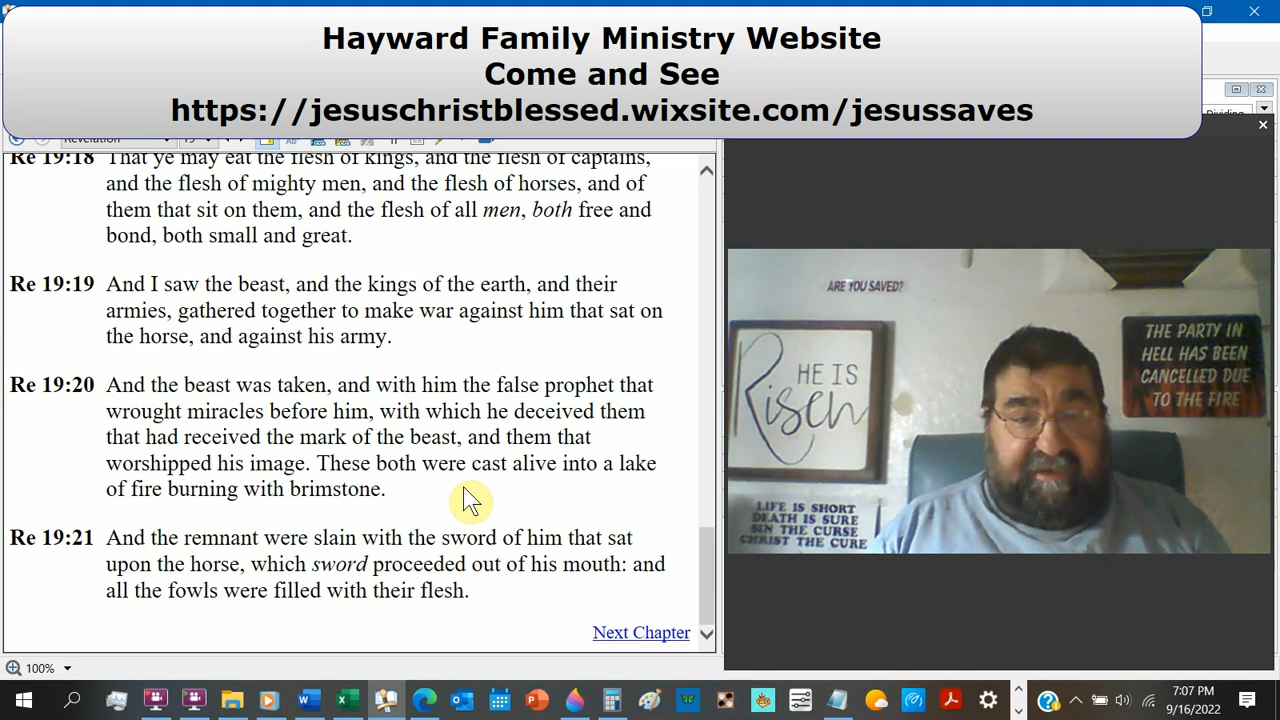 Hayward Family Ministry Website
Come and See
https://jesuschristblessed.wixsite.com/jesussaves
Dividing
Revelation
19
Re 19:18 That ye may eat the flesh of kings, and the flesh of captains,
and the flesh of mighty men, and the flesh of horses, and of
them that sit on them, and the flesh of all men, both free and
bond, both small and great.
Re 19:19 And I saw the beast, and the kings of the earth, and their
armies, gathered together to make war against him that sat on
the horse, and against his army.
Re 19:20 And the beast was taken, and with him the false prophet that
wrought miracles before him, with which he deceived them
that had received the mark of the beast, and them that
worshipped his image. These both were cast alive into a lake
of fire burning with brimstone.
Re 19:21 And the remnant were slain with the sword of him that sat
upon the horse, which sword proceeded out of his mouth: and
all the fowls were filled with their flesh.
Next Chapter
100%
ARE YOU SAVED?
HE IS
Risen
THE PARTY IN
HELL HAS BEEN
CANCELLED DUE
TO THE FIRE
LIFE IS SHORT
DEATH IS SURE
SIN THE CURSE
CHRIST THE CURE
7:07 PM
9/16/2022